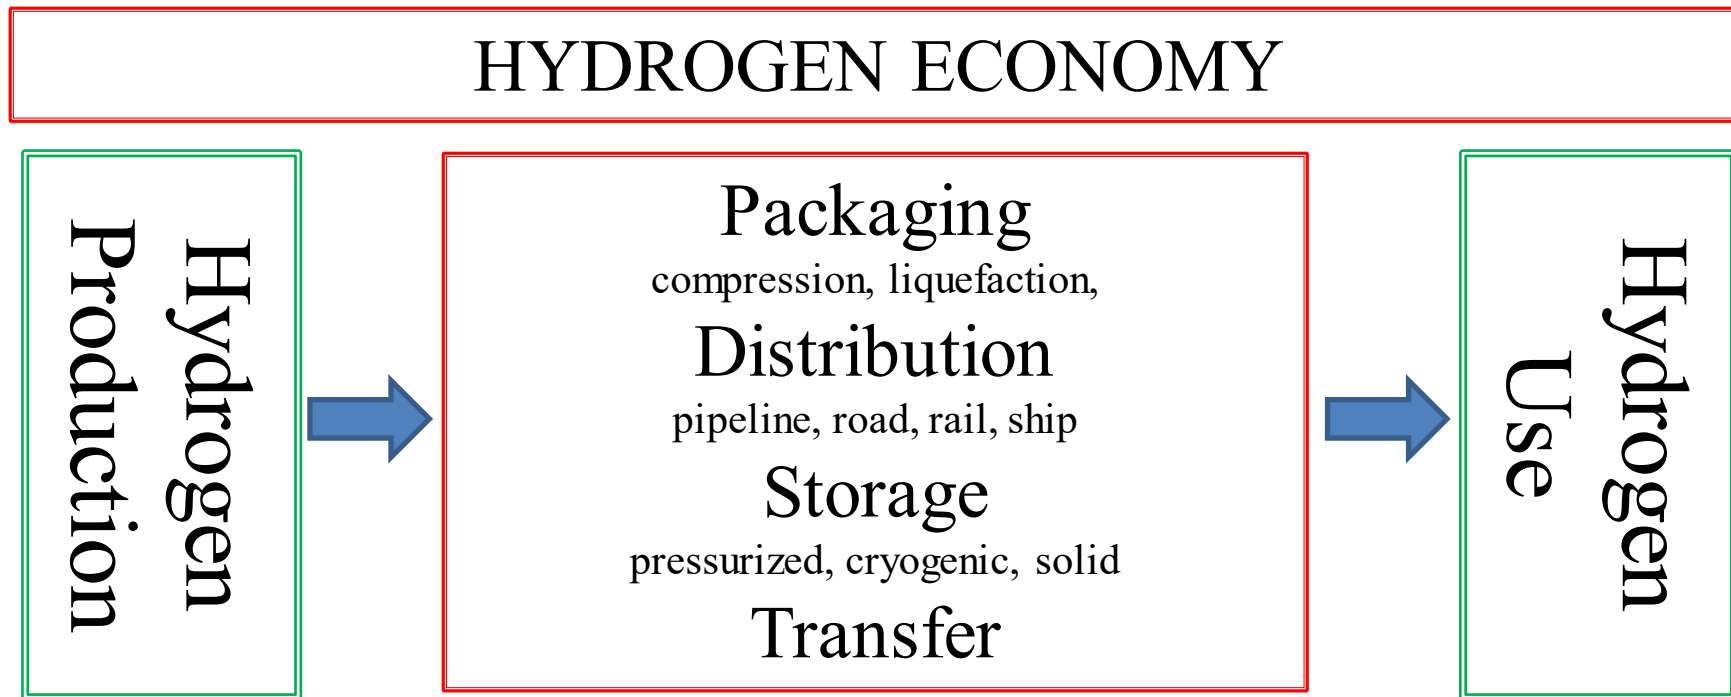 HYDROGEN ECONOMY
Hydrogen
Production
Packaging
compression, liquefaction,
Distribution
pipeline, road, rail, ship
Storage
pressurized, cryogenic, solid
Transfer
Hydrogen
Use